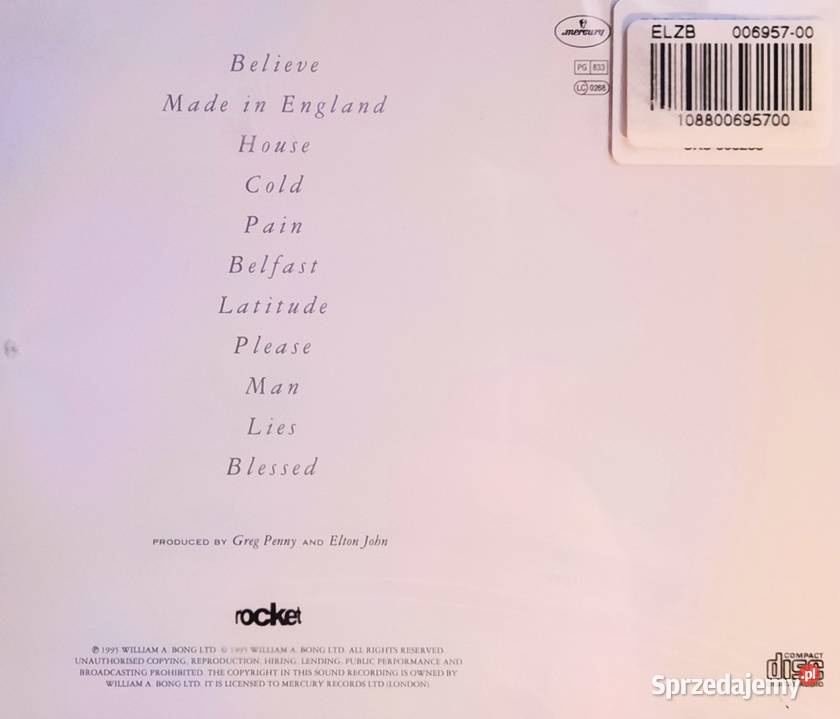 Believe
Made in England
House
Cold
Pain
Belfast
Latitude
Please
Man
Lies
Blessed
PRODUCED BY Greg Penny AND Elton John
rocket
℗ 1995 WILLIAM A. BONG LTD. © 1995 WILLIAM A. BONG LTD. ALL RIGHTS RESERVED.
UNAUTHORISED COPYING, REPRODUCTION, HIRING, LENDING, PUBLIC PERFORMANCE AND
BROADCASTING PROHIBITED. THE COPYRIGHT IN THIS SOUND RECORDING IS OWNED BY
WILLIAM A. BONG LTD. IT IS LICENSED TO MERCURY RECORDS LTD (LONDON).
mercury
PG 833
LC 0268
ELZB 006957-00
108800695700
COMPACT
disc
Sprzedajemy.pl